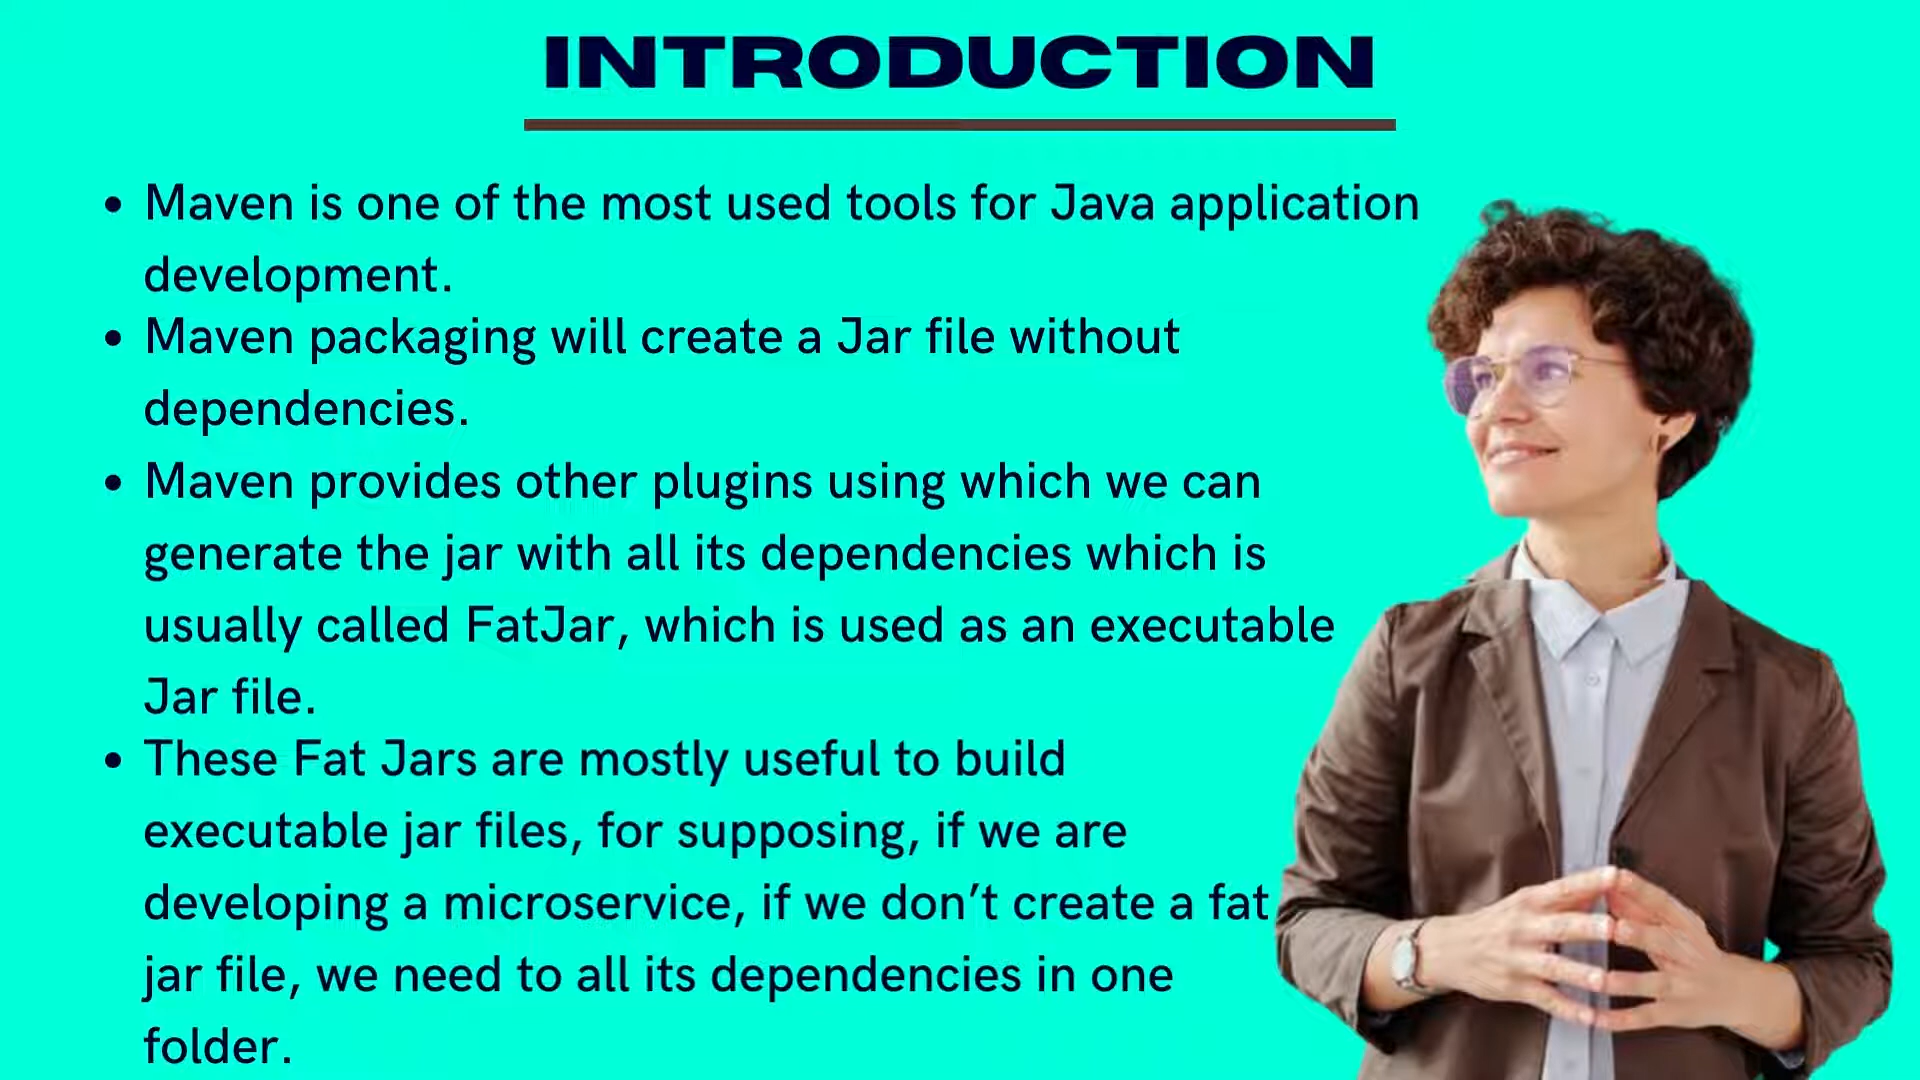 INTRODUCTION
• Maven is one of the most used tools for Java application
development.
• Maven packaging will create a Jar file without
dependencies.
• Maven provides other plugins using which we can
generate the jar with all its dependencies which is
usually called FatJar, which is used as an executable
Jar file.
• These Fat Jars are mostly useful to build
executable jar files, for supposing, if we are
developing a microservice, if we don’t create a fat
jar file, we need to all its dependencies in one
folder.